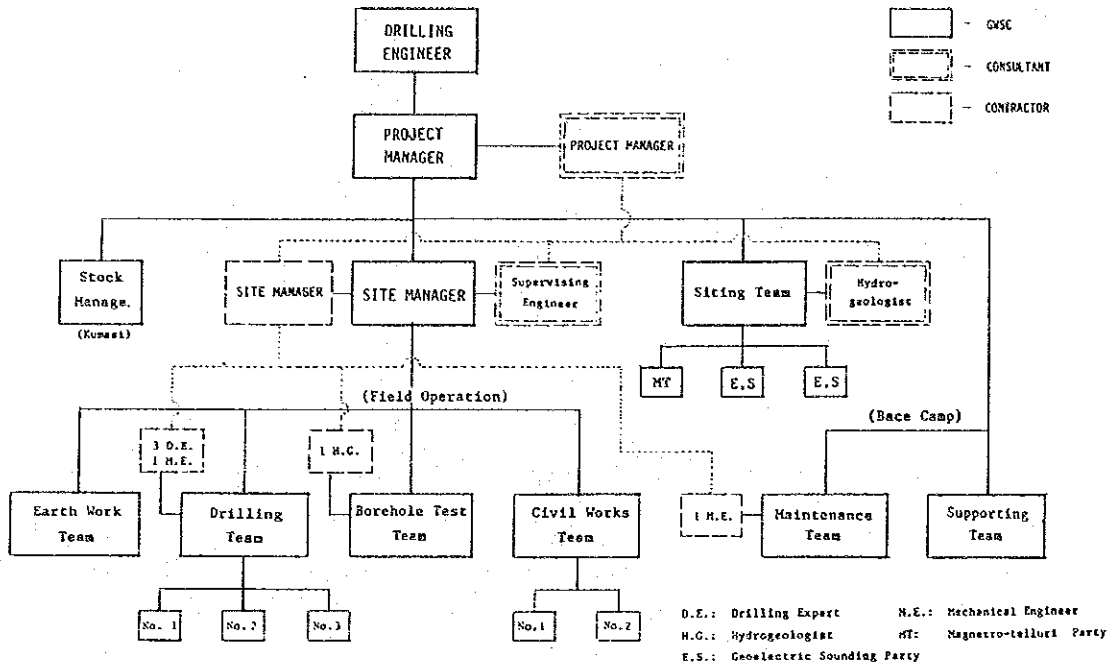 DRILLING
ENGINEER
- GWSC
- CONSULTANT
- CONTRACTOR
PROJECT
MANAGER
PROJECT MANAGER
Stock
Manage.
(Kumasi)
SITE MANAGER
SITE MANAGER
Supervising
Engineer
Siting Team
Hydro-
geologist
MT
E,S
E,S
(Field Operation)
(Bace Camp)
3 D.E.
1 M.E.
1 H.G.
Earth Work
Team
Drilling
Team
Borehole Test
Team
Civil Works
Team
1 M.E.
Maintenance
Team
Supporting
Team
No. 1
No.2
No.3
No.1
No.2
D.E.: Drilling Expert
M.E.: Mechanical Engineer
H.G.: Hydrogeologist
MT: Magnetro-telluri Party
E.S.: Geoelectric Sounding Party